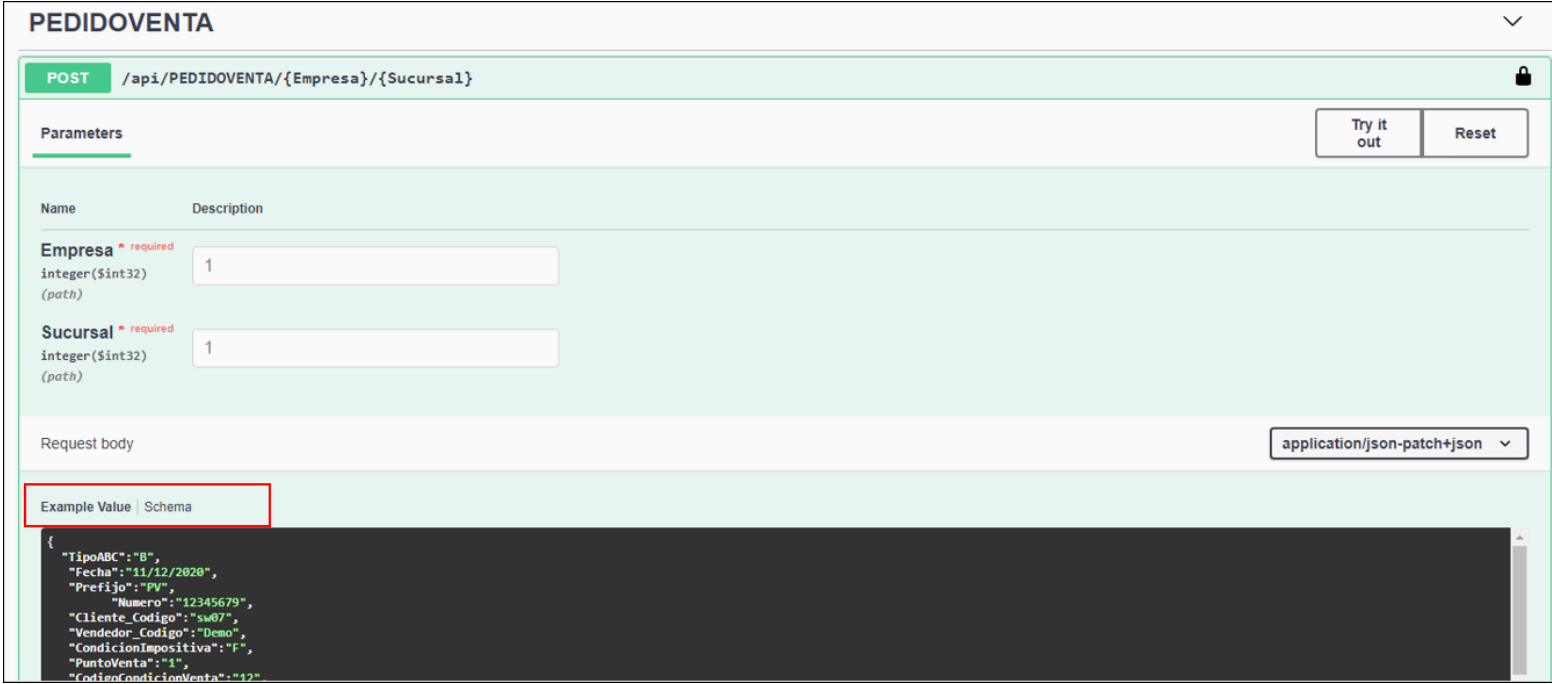 PEDIDOVENTA
POST /api/PEDIDOVENTA/{Empresa}/{Sucursal}
Parameters
Try it
out
Reset
Name Description
Empresa * required
integer($int32)
(path)
1
Sucursal * required
integer($int32)
(path)
1
Request body
application/json-patch+json
Example Value | Schema
{
"TipoABC":"B",
"Fecha":"11/12/2020",
"Prefijo":"PV",
"Numero":"12345679",
"Cliente_Codigo":"sw07",
"Vendedor_Codigo":"Demo",
"CondicionImpositiva":"F",
"PuntoVenta":"1",
"CodigoCondicionVenta":"12",